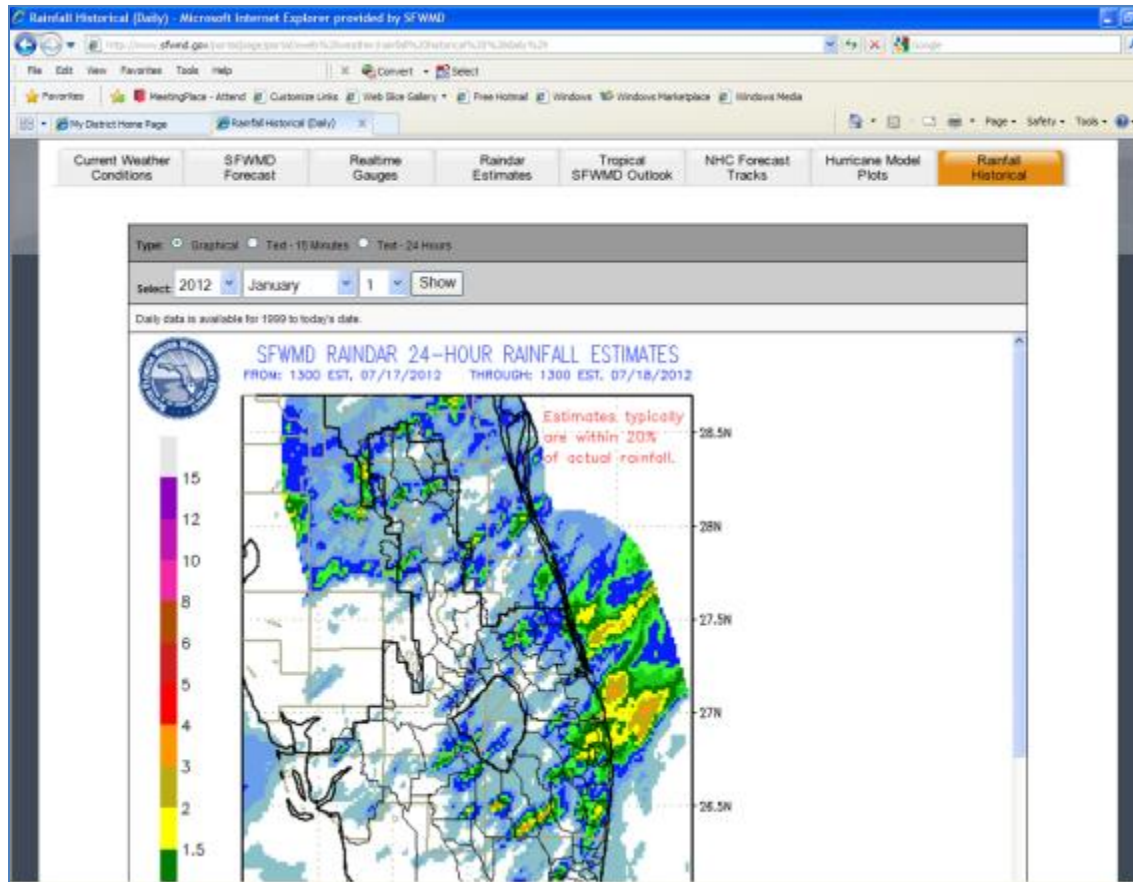 Rainfall Historical (Daily) - Microsoft Internet Explorer provided by SFWMD
File Edit View Favorites Tools Help
Convert Select
Favorites MeetingPlace - Attend Customize Links Web Slice Gallery Free Hotmail Windows Windows Marketplace Windows Media
My District Home Page Rainfall Historical (Daily) Page Safety Tools
Current Weather Conditions
SFWMD Forecast
Realtime Gauges
Raindar Estimates
Tropical SFWMD Outlook
NHC Forecast Tracks
Hurricane Model Plots
Rainfall Historical
Type: Graphical Text - 15 Minutes Text - 24 Hours
Select: 2012 January 1 Show
Daily data is available for 1999 to today's date.
SFWMD RAINDAR 24-HOUR RAINFALL ESTIMATES
FROM: 1300 EST, 07/17/2012 THROUGH: 1300 EST, 07/18/2012
Estimates typically
are within 20%
of actual rainfall.
28.5N
28N
27.5N
27N
26.5N
15
12
10
8
6
5
4
3
2
1.5